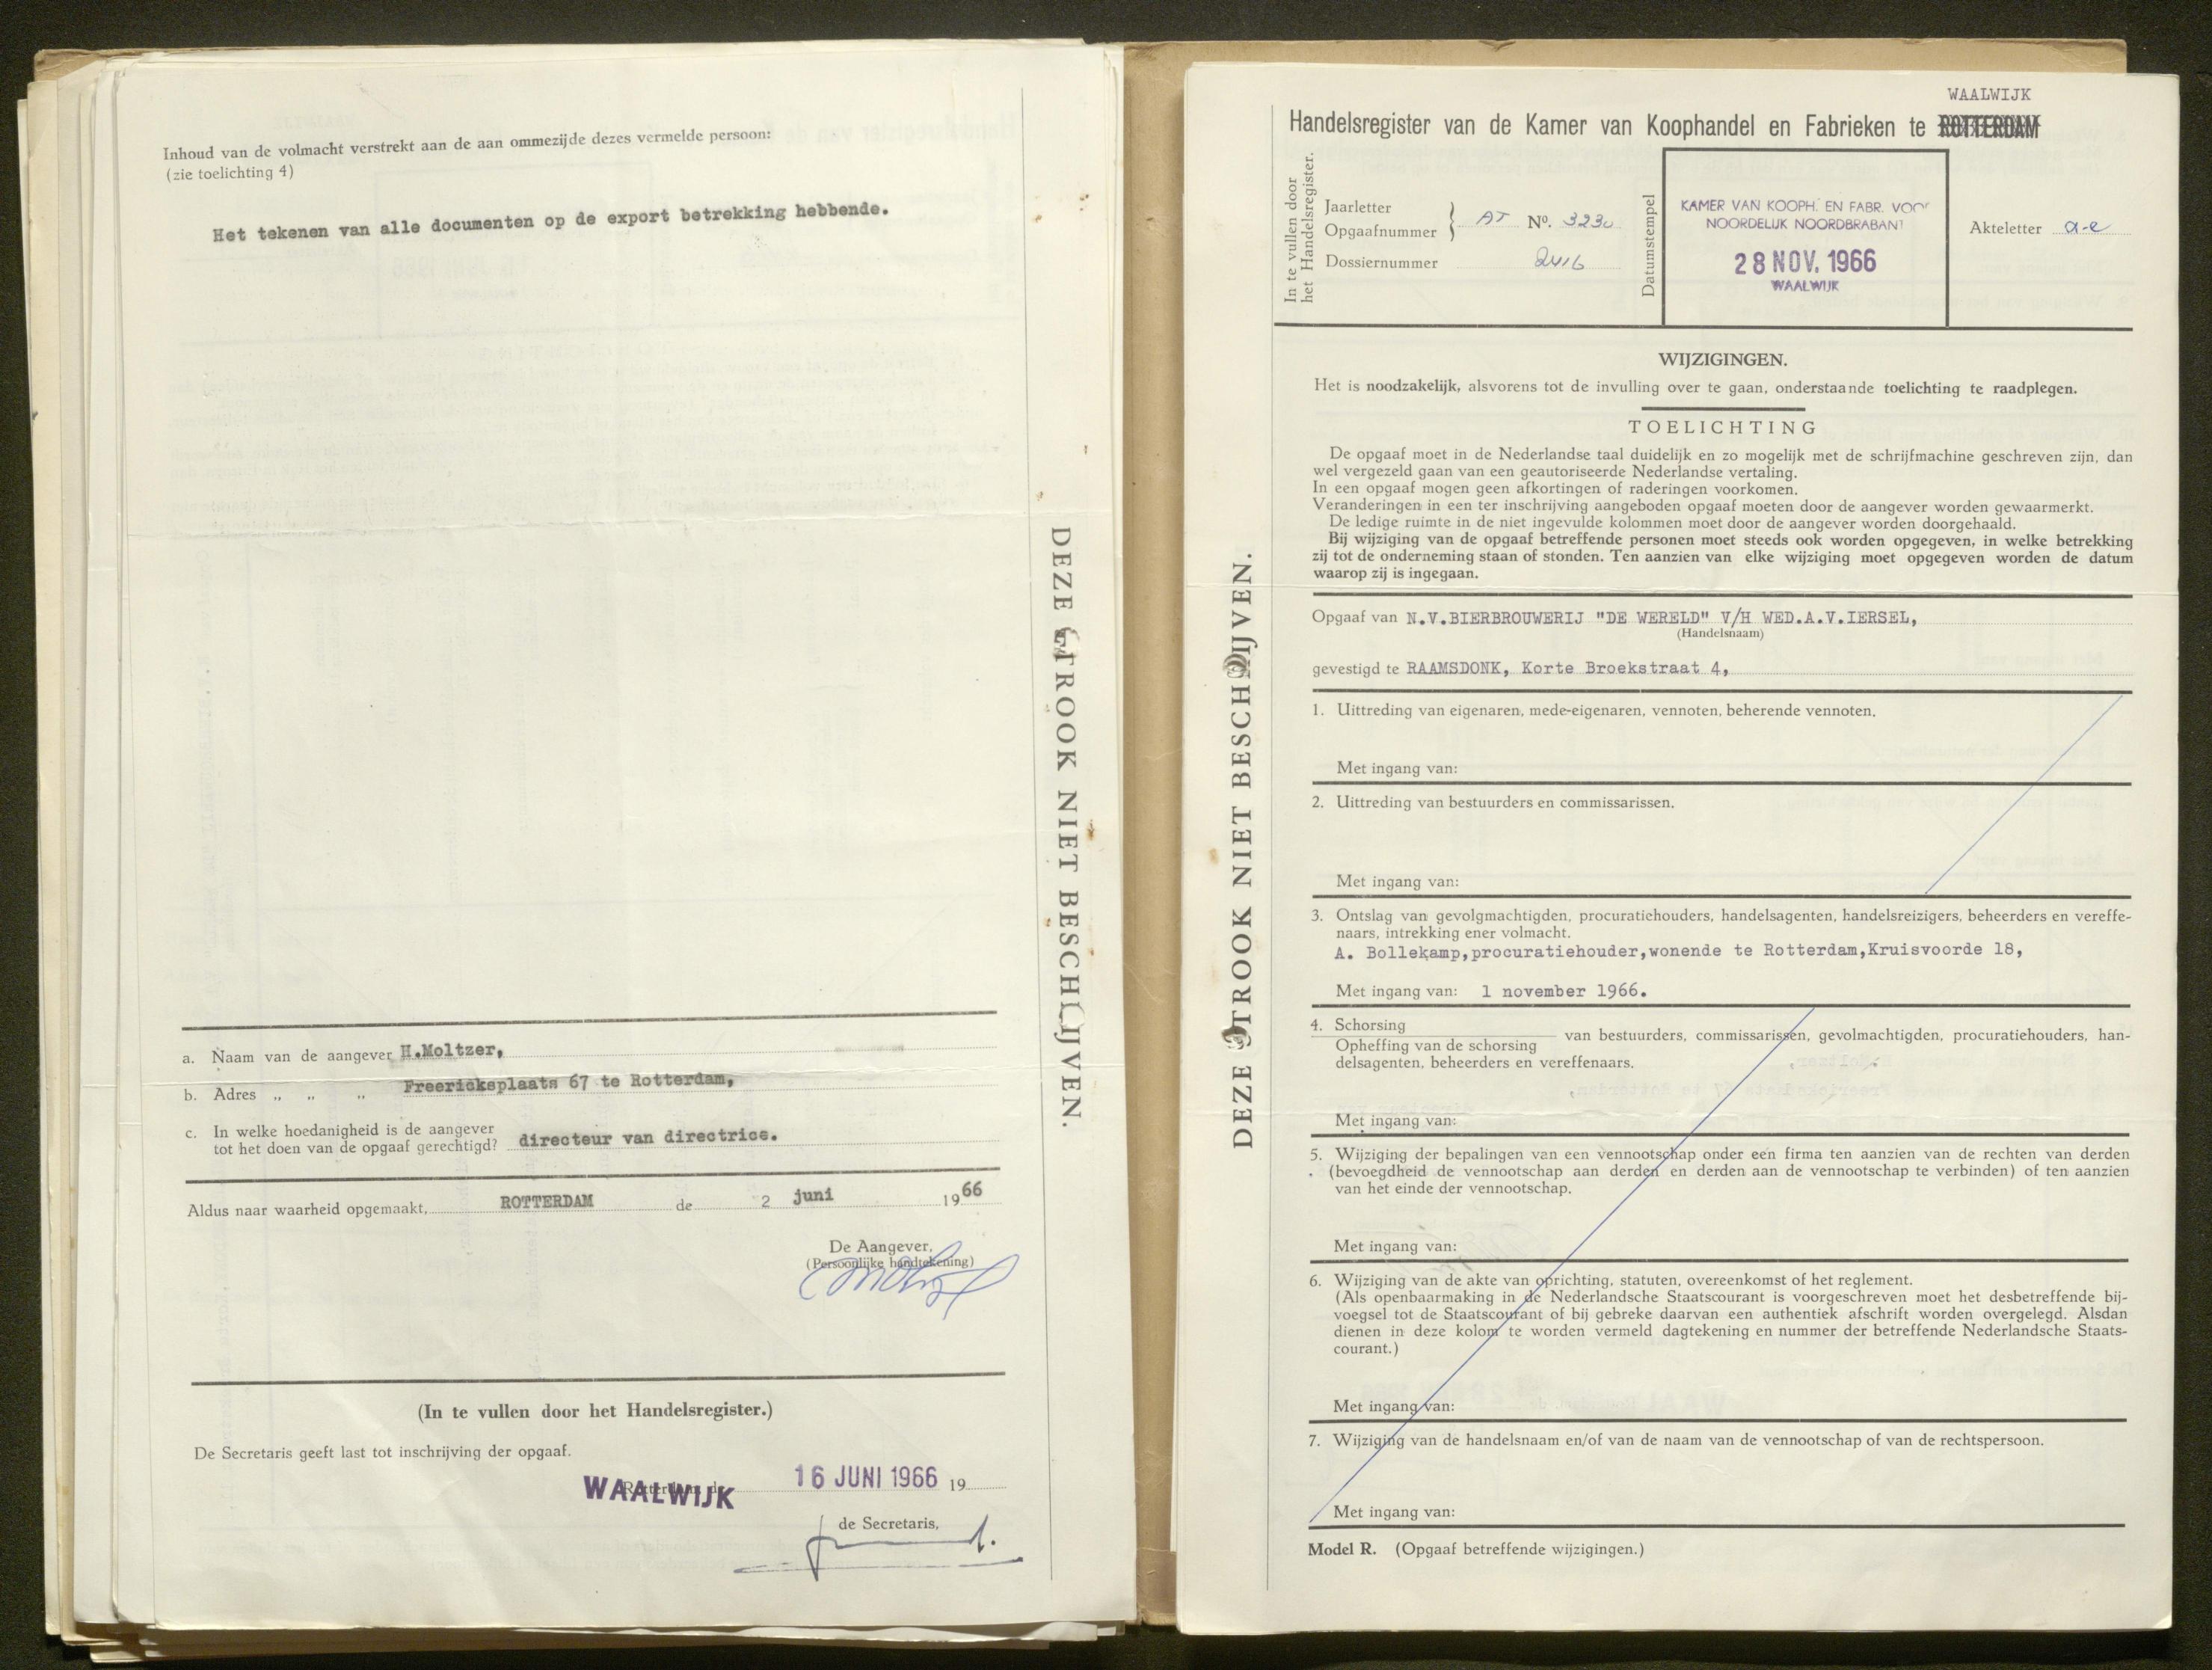 Inhoud van de volmacht verstrekt aan de aan ommezijde dezes vermelde persoon:
(zie toelichting 4)
Het tekenen van alle documenten op de export betrekking hebbende.
a. Naam van de aangever H.Moltzer,
b. Adres „ „ „ Freericksplaats 67 te Rotterdam,
c. In welke hoedanigheid is de aangever
tot het doen van de opgaaf gerechtigd? directeur van directrice.
Aldus naar waarheid opgemaakt, ROTTERDAM de 2 juni 1966
De Aangever,
(Persoonlijke handtekening)
(In te vullen door het Handelsregister.)
De Secretaris geeft last tot inschrijving der opgaaf.
WAALWIJK 16 JUNI 1966 19
de Secretaris,
DEZE STROOK NIET BESCHRIJVEN.
DEZE STROOK NIET BESCHRIJVEN.
WAALWIJK
Handelsregister van de Kamer van Koophandel en Fabrieken te ROTTERDAM
In te vullen door
het Handelsregister.
Jaarletter
Opgaafnummer } AT No. 3230
Dossiernummer 2416
Datumstempel
KAMER VAN KOOPH. EN FABR. VOOR
NOORDELIJK NOORDBRABANT
28 NOV. 1966
WAALWIJK
Akteletter a-e
WIJZIGINGEN.
Het is noodzakelijk, alsvorens tot de invulling over te gaan, onderstaande toelichting te raadplegen.
TOELICHTING
De opgaaf moet in de Nederlandse taal duidelijk en zo mogelijk met de schrijfmachine geschreven zijn, dan
wel vergezeld gaan van een geautoriseerde Nederlandse vertaling.
In een opgaaf mogen geen afkortingen of raderingen voorkomen.
Veranderingen in een ter inschrijving aangeboden opgaaf moeten door de aangever worden gewaarmerkt.
De ledige ruimte in de niet ingevulde kolommen moet door de aangever worden doorgehaald.
Bij wijziging van de opgaaf betreffende personen moet steeds ook worden opgegeven, in welke betrekking
zij tot de onderneming staan of stonden. Ten aanzien van elke wijziging moet opgegeven worden de datum
waarop zij is ingegaan.
Opgaaf van N.V.BIERBROUWERIJ "DE WERELD" V/H WED.A.V.IERSEL,
(Handelsnaam)
gevestigd te RAAMSDONK, Korte Broekstraat 4,
1. Uittreding van eigenaren, mede-eigenaren, vennoten, beherende vennoten.
Met ingang van:
2. Uittreding van bestuurders en commissarissen.
Met ingang van:
3. Ontslag van gevolgmachtigden, procuratiehouders, handelsagenten, handelsreizigers, beheerders en vereffe-
naars, intrekking ener volmacht.
A. Bollekamp,procuratiehouder,wonende te Rotterdam,Kruisvoorde 18,
Met ingang van: 1 november 1966.
4. Schorsing
Opheffing van de schorsing van bestuurders, commissarissen, gevolmachtigden, procuratiehouders, han-
delsagenten, beheerders en vereffenaars.
Met ingang van:
5. Wijziging der bepalingen van een vennootschap onder een firma ten aanzien van de rechten van derden
(bevoegdheid de vennootschap aan derden en derden aan de vennootschap te verbinden) of ten aanzien
van het einde der vennootschap.
Met ingang van:
6. Wijziging van de akte van oprichting, statuten, overeenkomst of het reglement.
(Als openbaarmaking in de Nederlandsche Staatscourant is voorgeschreven moet het desbetreffende bij-
voegsel tot de Staatscourant of bij gebreke daarvan een authentiek afschrift worden overgelegd. Alsdan
dienen in deze kolom te worden vermeld dagtekening en nummer der betreffende Nederlandsche Staats-
courant.)
Met ingang van:
7. Wijziging van de handelsnaam en/of van de naam van de vennootschap of van de rechtspersoon.
Met ingang van:
Model R. (Opgaaf betreffende wijzigingen.)